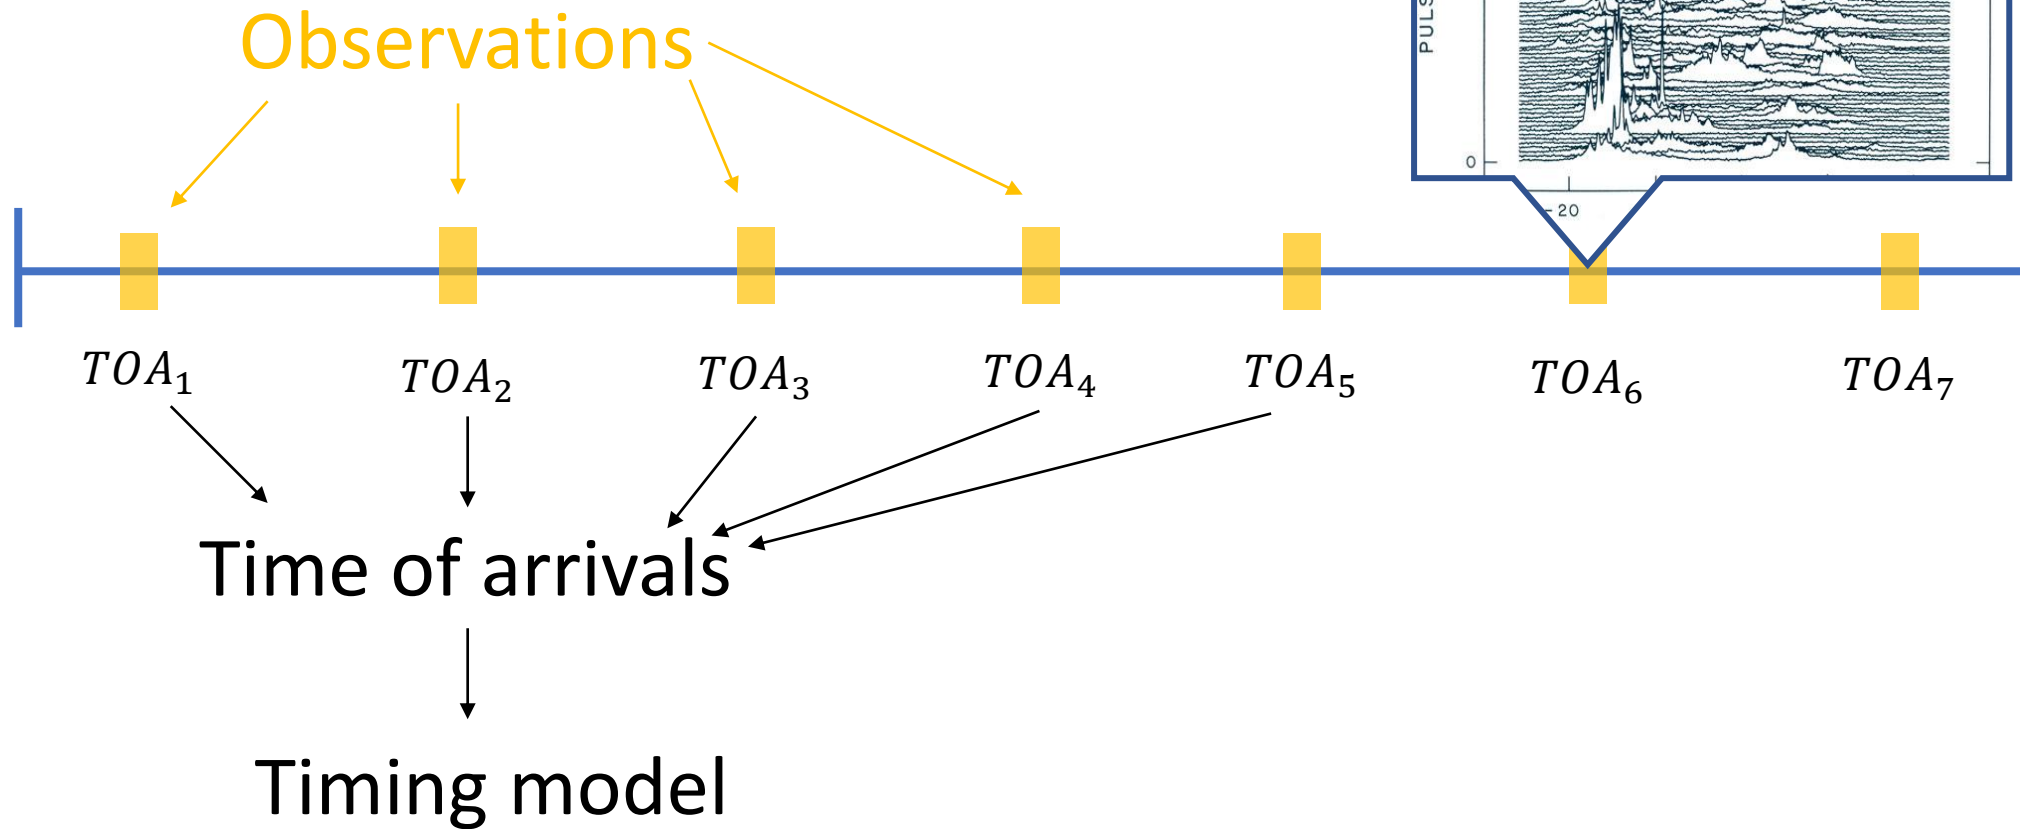 Observations
PULS
0
-20
TOA₁ TOA₂ TOA₃ TOA₄ TOA₅ TOA₆ TOA₇
Time of arrivals
Timing model